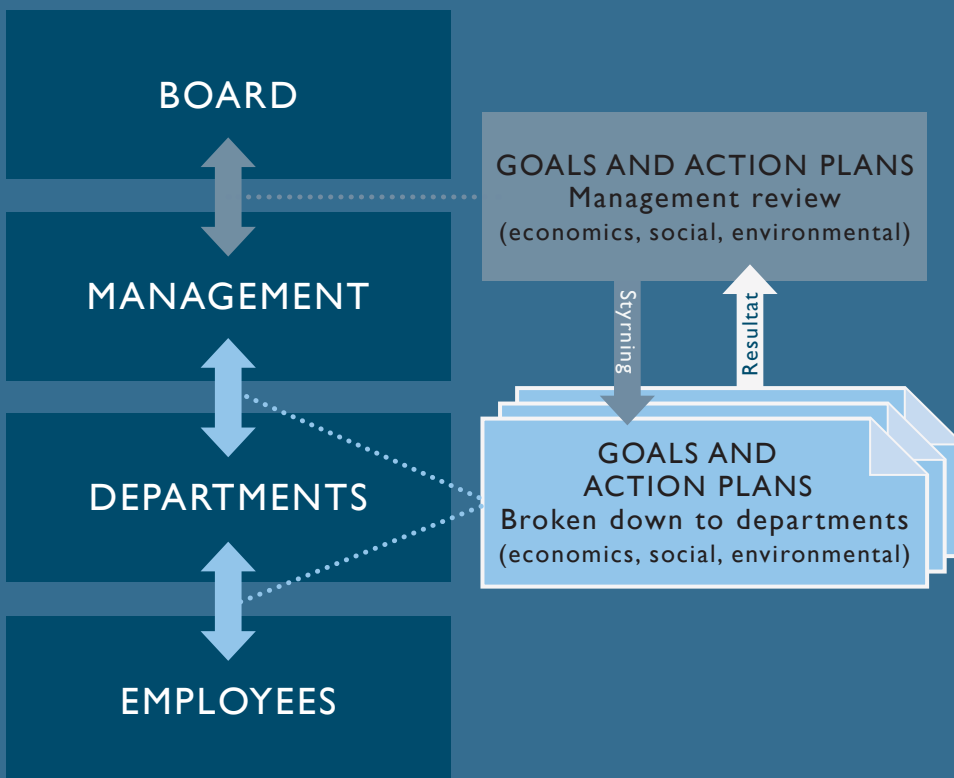 BOARD
MANAGEMENT
DEPARTMENTS
EMPLOYEES
GOALS AND ACTION PLANS
Management review
(economics, social, environmental)
Styrning
Resultat
GOALS AND
ACTION PLANS
Broken down to departments
(economics, social, environmental)